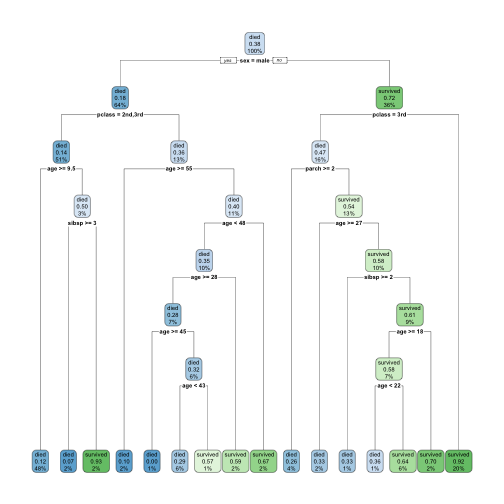 died
0.38
100%
yes sex = male no
died
0.18
64%
survived
0.72
36%
pclass = 2nd,3rd
pclass = 3rd
died
0.14
51%
died
0.36
13%
died
0.47
16%
age >= 9.5
age >= 55
parch >= 2
died
0.50
3%
died
0.40
11%
survived
0.54
13%
sibsp >= 3
age < 48
age >= 27
died
0.35
10%
survived
0.58
10%
age >= 28
sibsp >= 2
died
0.28
7%
survived
0.61
9%
age >= 45
age >= 18
died
0.32
6%
survived
0.58
7%
age < 43
age < 22
died
0.12
48%
died
0.07
2%
survived
0.93
2%
died
0.10
2%
died
0.00
1%
died
0.29
6%
survived
0.57
1%
survived
0.59
2%
survived
0.67
2%
died
0.26
4%
died
0.33
2%
died
0.33
1%
died
0.36
1%
survived
0.64
6%
survived
0.70
2%
survived
0.92
20%